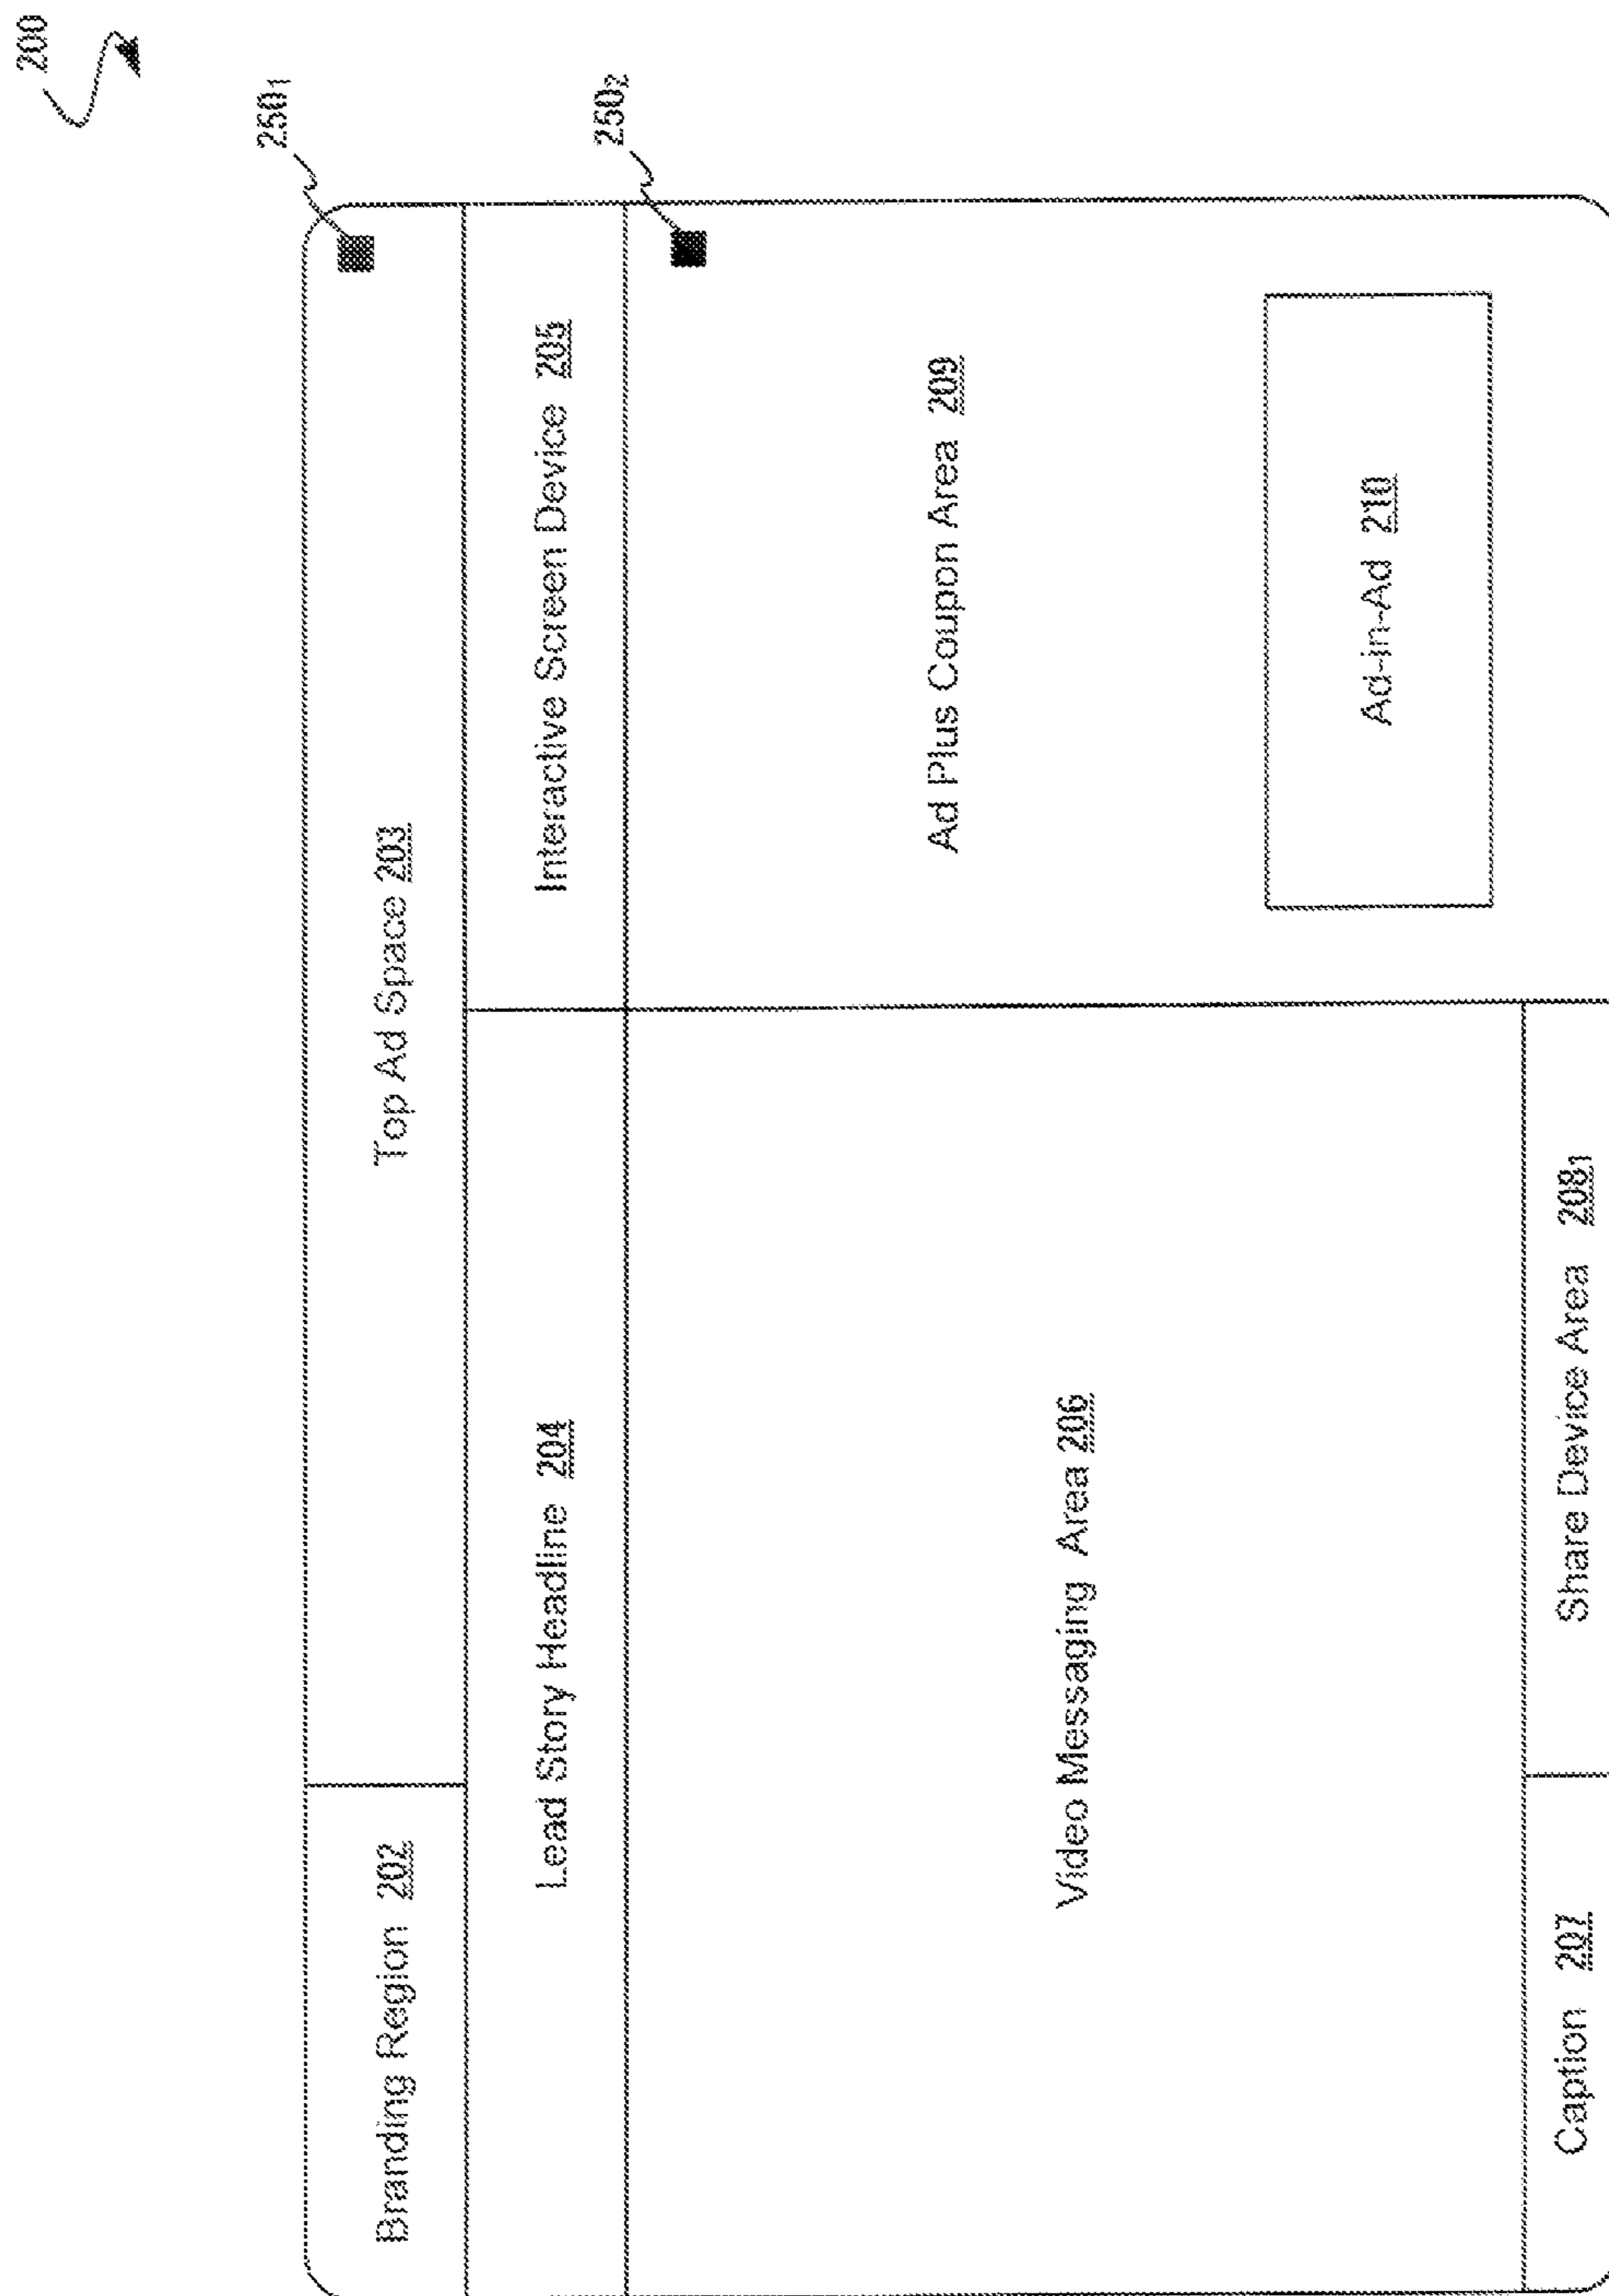 200
250₁
Branding Region 202
Top Ad Space 203
Lead Story Headline 204
Interactive Screen Device 205
250₂
Video Messaging Area 206
Ad Plus Coupon Area 209
Ad-in-Ad 210
Caption 207
Share Device Area 208₁